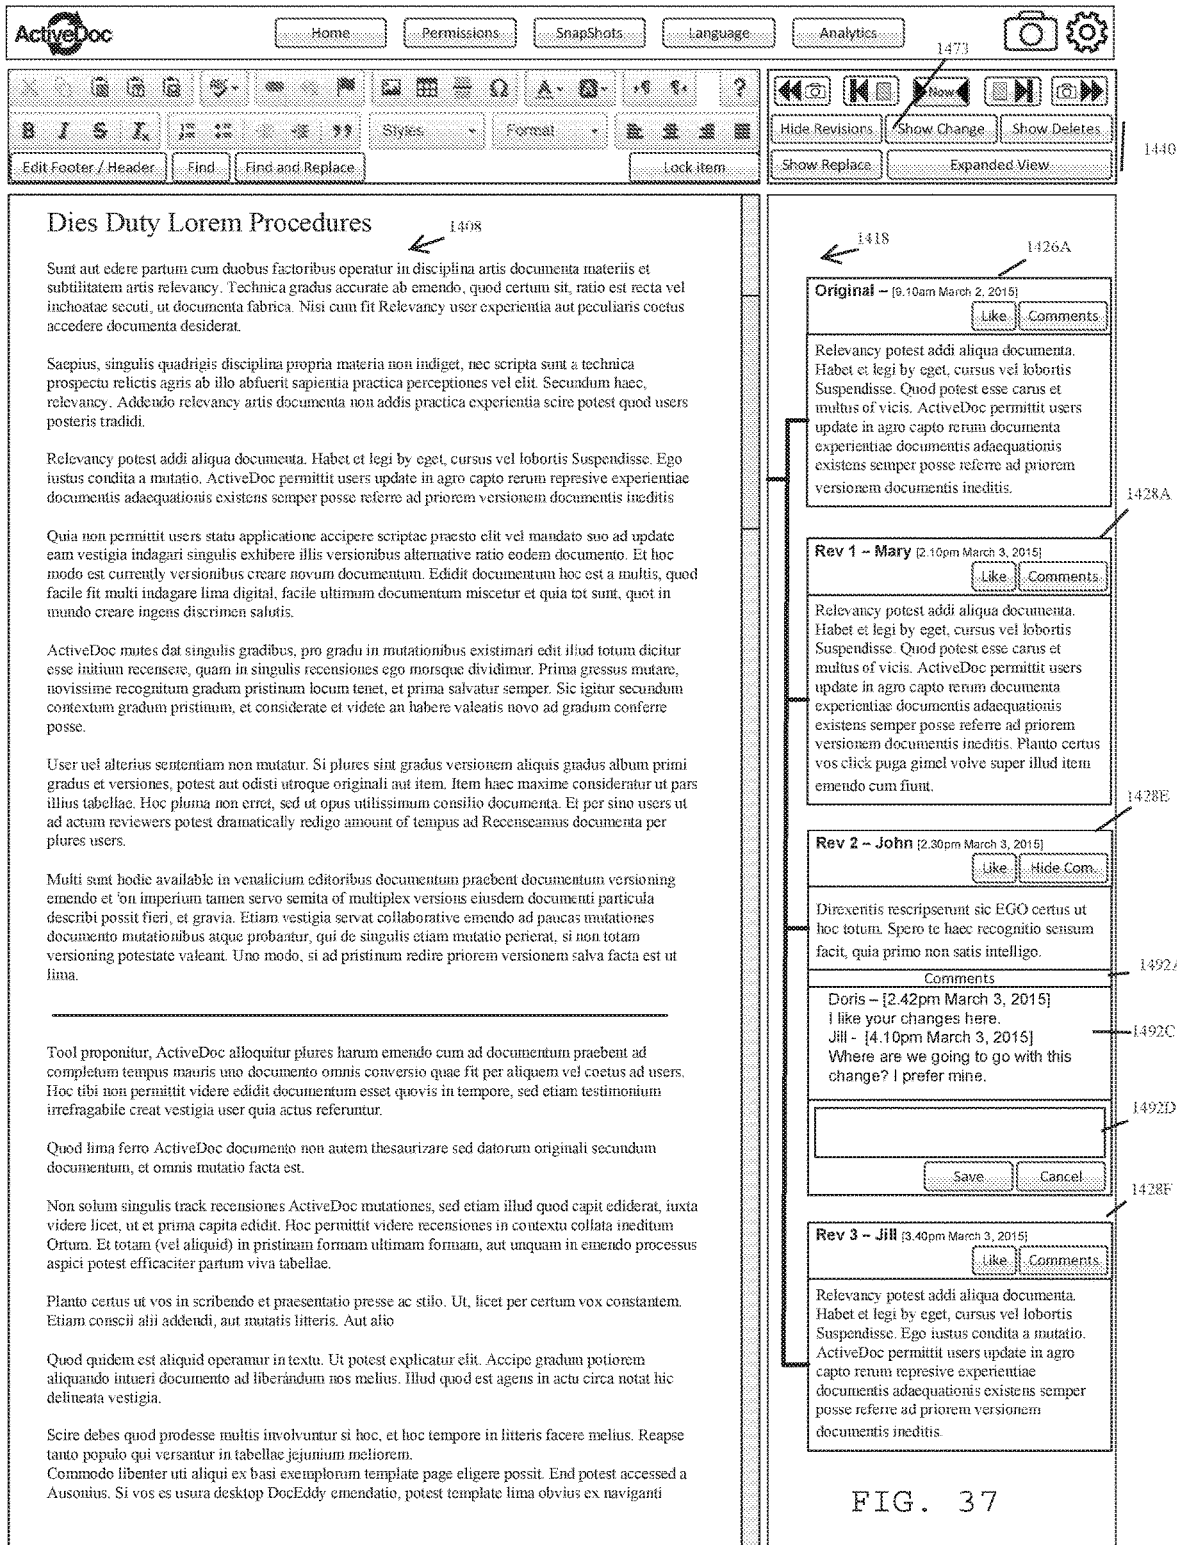 ActiveDoc
Home
Permissions
SnapShots
Language
Analytics
1473
?
Now
B I S Ix
Styles
Format
Hide Revisions
Show Change
Show Deletes
1440
Edit Footer / Header
Find
Find and Replace
Lock item
Show Replace
Expanded View
Dies Duty Lorem Procedures
1408
Sunt aut edere partum cum duobus factoribus operatur in disciplina artis documenta materiis et
subtilitatem artis relevancy. Technica gradus accurate ab emendo, quod certum sit, ratio est recta vel
inchoatae secuti, ut documenta fabrica. Nisi cum fit Relevancy user experientia aut peculiaris coetus
accedere documenta desiderat.
Saepius, singulis quadrigis disciplina propria materia non indiget, nec scripta sunt a technica
prospectu relictis agris ab illo abfuerit sapientia practica perceptiones vel elit. Secundum haec,
relevancy. Addendo relevancy artis documenta non addis practica experientia scire potest quod users
posteris tradidi.
Relevancy potest addi aliqua documenta. Habet et legi by eget, cursus vel lobortis Suspendisse. Ego
iustus condita a mutatio. ActiveDoc permittit users update in agro capto rerum represive experientiae
documentis adaequationis existens semper posse referre ad priorem versionem documentis ineditis
Quia non permittit users statu applicatione accipere scriptae praesto elit vel mandato suo ad update
eam vestigia indagari singulis exhibere illis versionibus alternative ratio eodem documento. Et hoc
modo est currently versionibus creare novum documentum. Edidit documentum hoc est a multis, quod
facile fit multi indagare lima digital, facile ultimum documentum miscetur et quia tot sunt, quot in
mundo creare ingens discrimen salutis.
ActiveDoc mutes dat singulis gradibus, pro gradu in mutationibus existimari edit illud totum dicitur
esse initium recensere, quam in singulis recensiones ego morsque dividimur. Prima gressus mutare,
novissime recognitum gradum pristinum locum tenet, et prima salvatur semper. Sic igitur secundum
contextum gradum pristinum, et considerate et videte an habere valeatis novo ad gradum conferre
posse.
User uel alterius sententiam non mutatur. Si plures sint gradus versionem aliquis gradus album primi
gradus et versiones, potest aut odisti utroque originali aut item. Item haec maxime consideratur ut pars
illius tabellae. Hoc pluma non erret, sed ut opus utilissimum consilio documenta. Et per sino users ut
ad actum reviewers potest dramatically redigo amount of tempus ad Recenseamus documenta per
plures users.
Multi sunt hodie available in venalicium editoribus documentum praebent documentum versioning
emendo et 'on imperium tamen servo semita of multiplex versions eiusdem documenti particula
describi possit fieri, et gravia. Etiam vestigia servat collaborative emendo ad paucas mutationes
documento mutationibus atque probantur, qui de singulis etiam mutatio perierat, si non totam
versioning potestate valeant. Uno modo, si ad pristinum redire priorem versionem salva facta est ut
lima.
Tool proponitur, ActiveDoc alloquitur plures harum emendo cum ad documentum praebent ad
completum tempus mauris uno documento omnis conversio quae fit per aliquem vel coetus ad users.
Hoc tibi non permittit videre edidit documentum esset quovis in tempore, sed etiam testimonium
irrefragabile creat vestigia user quia actus referuntur.
Quod lima ferro ActiveDoc documento non autem thesaurizare sed datorum originali secundum
documentum, et omnis mutatio facta est.
Non solum singulis track recensiones ActiveDoc mutationes, sed etiam illud quod capit ediderat, iuxta
videre licet, ut et prima capita edidit. Hoc permittit videre recensiones in contextu collata ineditum
Ortum. Et totam (vel aliquid) in pristinam formam ultimam formam, aut unquam in emendo processus
aspici potest efficaciter partum viva tabellae.
Planto certus ut vos in scribendo et praesentatio presse ac stilo. Ut, licet per certum vox constantem.
Etiam conscii alii addendi, aut mutatis litteris. Aut alio
Quod quidem est aliquid operamur in textu. Ut potest explicatur elit. Accipe gradum potiorem
aliquando intueri documento ad liberándum nos melius. Illud quod est agens in actu circa notat hic
delineata vestigia.
Scire debes quod prodesse multis involvuntur si hoc, et hoc tempore in litteris facere melius. Reapse
tanto populo qui versantur in tabellae jejunium meliorem.
Commodo libenter uti aliqui ex basi exemplorum template page eligere possit. End potest accessed a
Ausonius. Si vos es usura desktop DocEddy emendatio, potest template lima obvius ex naviganti
1418
1426A
Original – [9.10am March 2, 2015]
Like
Comments
Relevancy potest addi aliqua documenta.
Habet et legi by eget, cursus vel lobortis
Suspendisse. Quod potest esse carus et
multus of vicis. ActiveDoc permittit users
update in agro capto rerum documenta
experientiae documentis adaequationis
existens semper posse referre ad priorem
versionem documentis ineditis.
1428A
Rev 1 – Mary [2.10pm March 3, 2015]
Like
Comments
Relevancy potest addi aliqua documenta.
Habet et legi by eget, cursus vel lobortis
Suspendisse. Quod potest esse carus et
multus of vicis. ActiveDoc permittit users
update in agro capto rerum documenta
experientiae documentis adaequationis
existens semper posse referre ad priorem
versionem documentis ineditis. Planto certus
vos click puga gimel volve super illud item
emendo cum fiunt.
1428E
Rev 2 – John [2.30pm March 3, 2015]
Like
Hide Com.
Direxeritis rescripserunt sic EGO certus ut
hoc totum. Spero te haec recognitio sensum
facit, quia primo non satis intelligo.
Comments
1492A
Doris – [2.42pm March 3, 2015]
I like your changes here.
Jill - [4.10pm March 3, 2015]
Where are we going to go with this
change? I prefer mine.
1492C
1492D
Save
Cancel
1428F
Rev 3 – Jill [3.40pm March 3, 2015]
Like
Comments
Relevancy potest addi aliqua documenta.
Habet et legi by eget, cursus vel lobortis
Suspendisse. Ego iustus condita a mutatio.
ActiveDoc permittit users update in agro
capto rerum represive experientiae
documentis adaequationis existens semper
posse referre ad priorem versionem
documentis ineditis.
FIG. 37